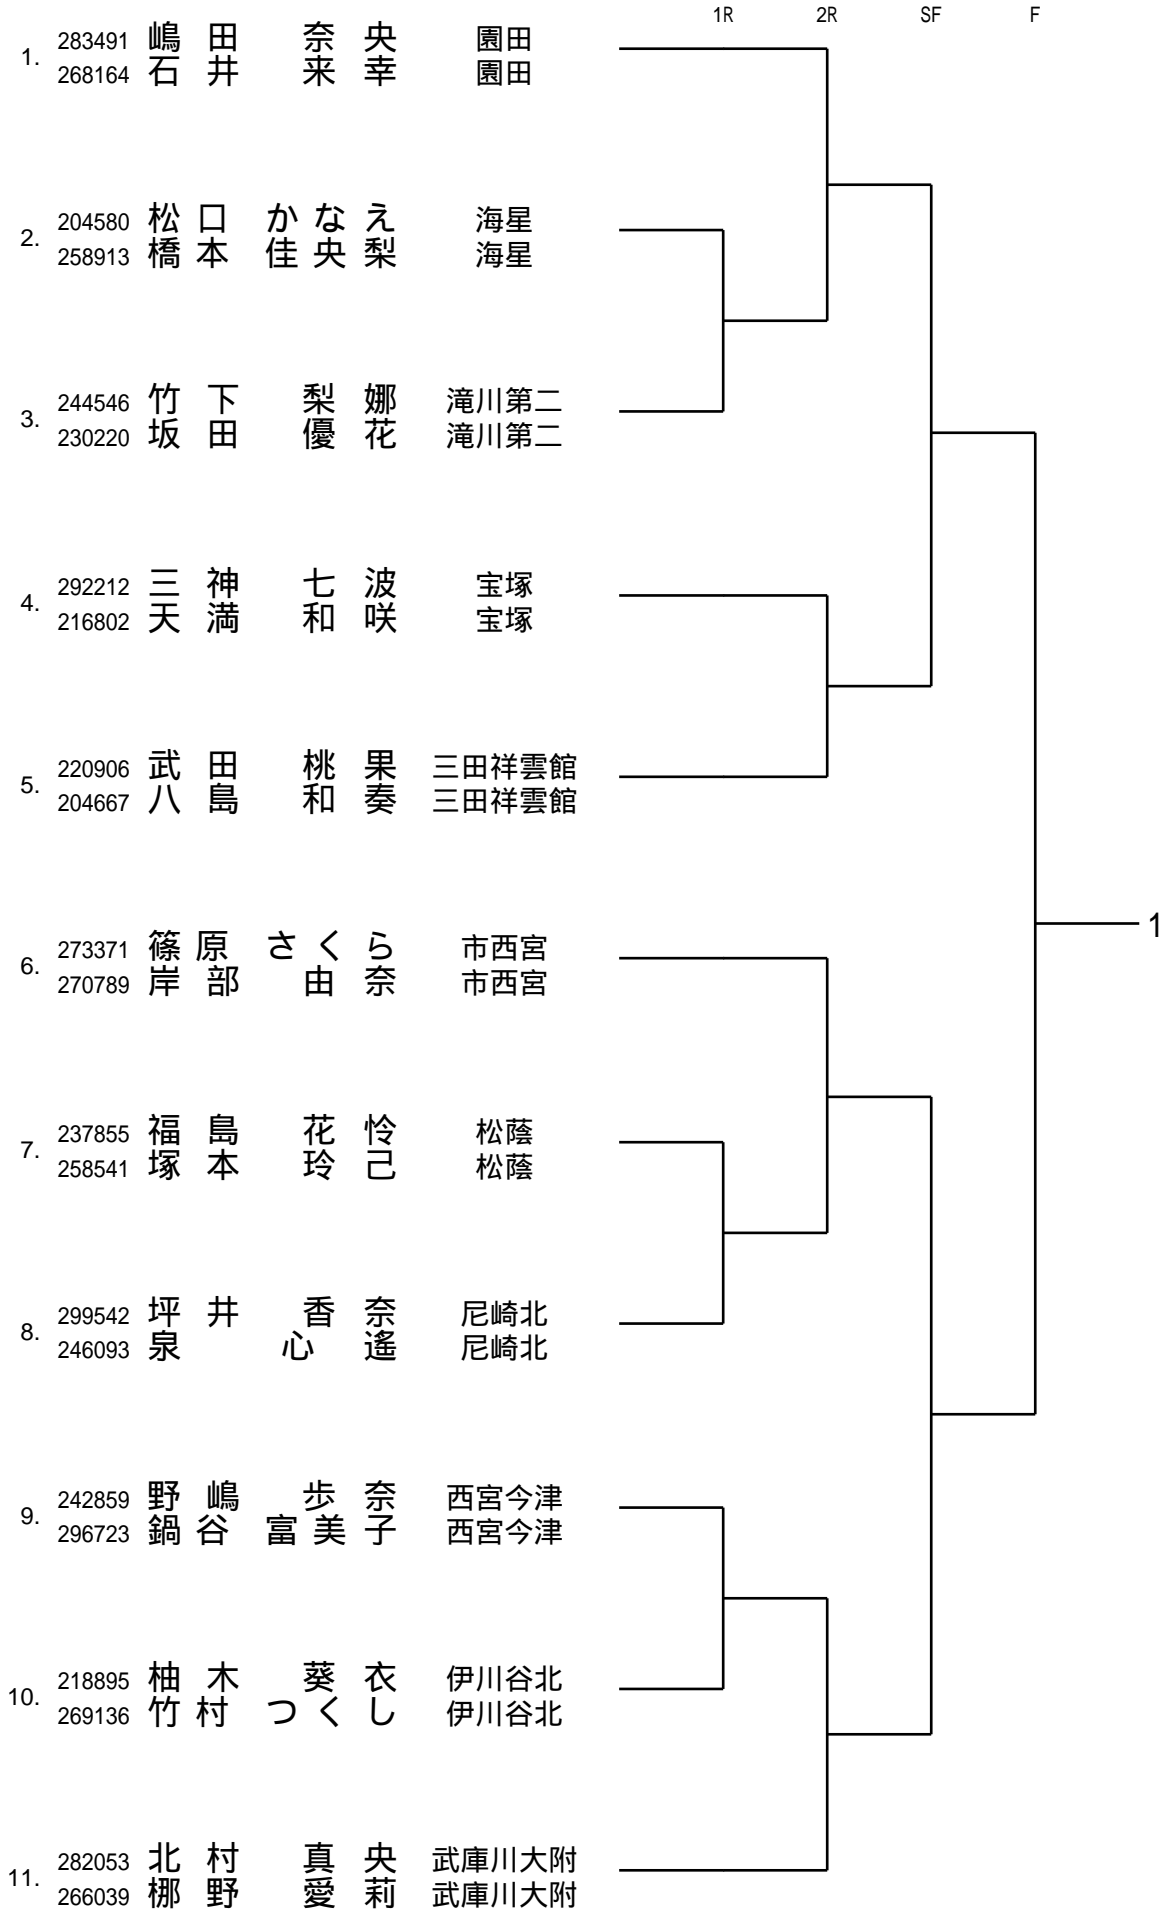 1R 2R SF F
1. 283491 嶋田 奈央 園田
268164 石井 来幸 園田
2. 204580 松口 かなえ 海星
258913 橋本 佳央梨 海星
3. 244546 竹下 梨娜 滝川第二
230220 坂田 優花 滝川第二
4. 292212 三神 七波 宝塚
216802 天満 和咲 宝塚
5. 220906 武田 桃果 三田祥雲館
204667 八島 和奏 三田祥雲館
1
6. 273371 篠原 さくら 市西宮
270789 岸部 由奈 市西宮
7. 237855 福島 花怜 松蔭
258541 塚本 玲己 松蔭
8. 299542 坪井 香奈 尼崎北
246093 泉 心遙 尼崎北
9. 242859 野嶋 歩奈 西宮今津
296723 鍋谷 富美子 西宮今津
10. 218895 柚木 葵衣 伊川谷北
269136 竹村 つくし 伊川谷北
11. 282053 北村 真央 武庫川大附
266039 梛野 愛莉 武庫川大附